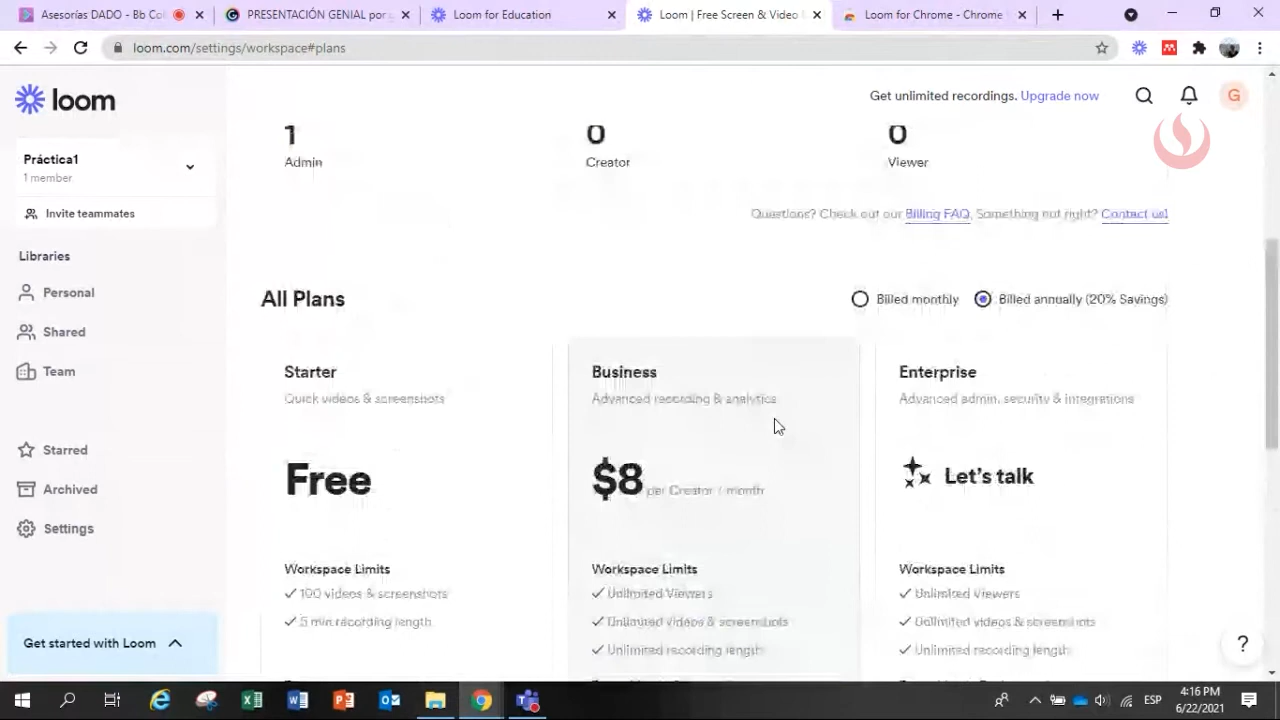 Asesorías DADO - Bb Col
PRESENTACIÓN GENIAL por g
Loom for Education
Loom | Free Screen & Video M
Loom for Chrome - Chrome
loom.com/settings/workspace#plans
loom
Get unlimited recordings. Upgrade now
G
Práctica1
1 member
Invite teammates
1
0
0
Admin
Creator
Viewer
Questions? Check out our Billing FAQ. Something not right? Contact us!
Libraries
Personal
Shared
Team
Starred
Archived
Settings
Get started with Loom
All Plans
Billed monthly
Billed annually (20% Savings)
Starter
Quick videos & screenshots
Free
Workspace Limits
100 videos & screenshots
5 min recording length
Business
Advanced recording & analytics
$8 per Creator / month
Workspace Limits
Unlimited Viewers
Unlimited videos & screenshots
Unlimited recording length
Enterprise
Advanced admin, security & integrations
Let's talk
Workspace Limits
Unlimited Viewers
Unlimited videos & screenshots
Unlimited recording length
?
ESP
4:16 PM
6/22/2021